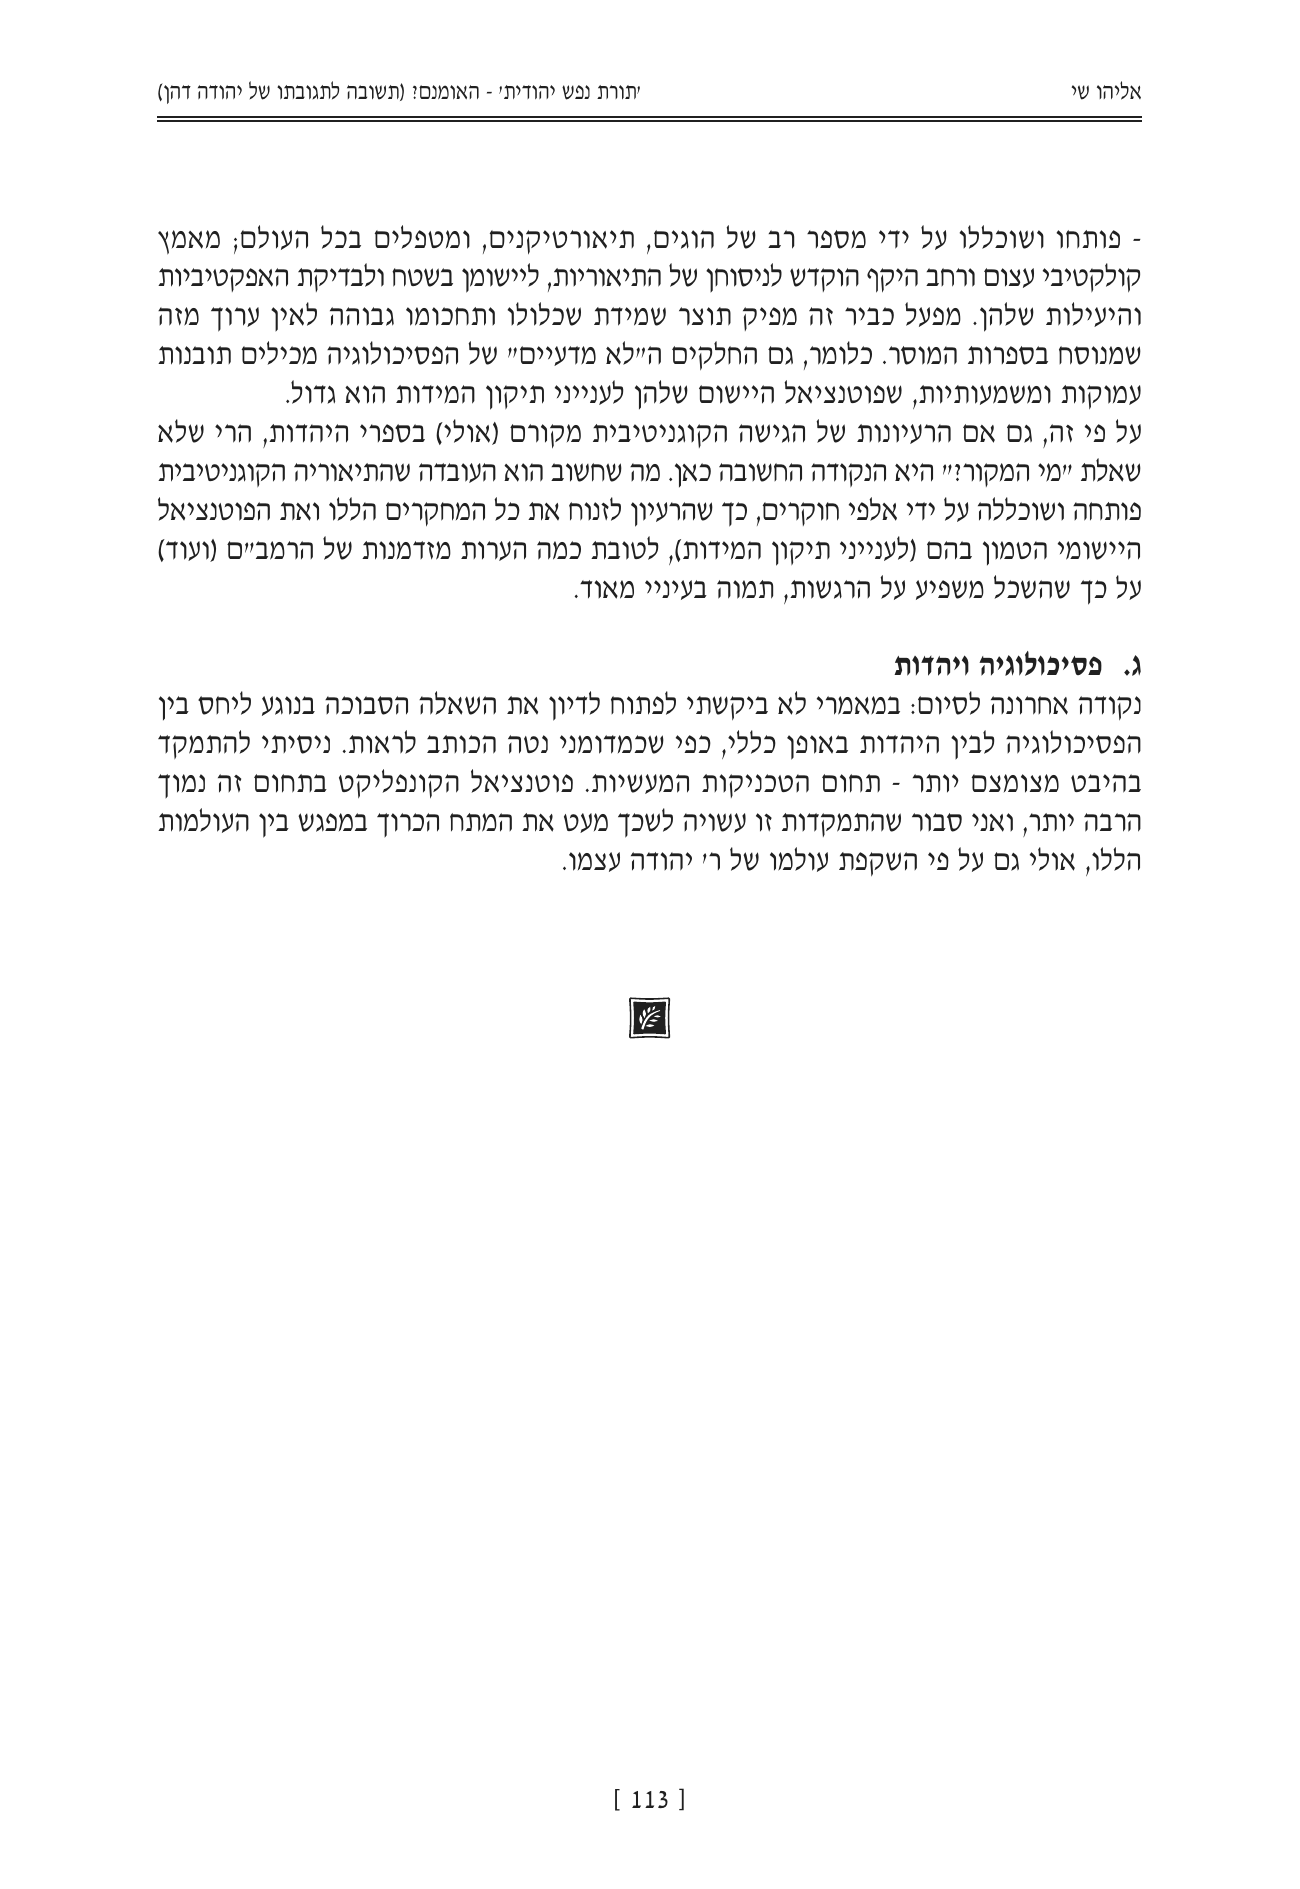 אליהו שי
'תורת נפש יהודית' - האומנם? (תשובה לתגובתו של יהודה דהן)
- פותחו ושוכללו על ידי מספר רב של הוגים, תיאורטיקנים, ומטפלים בכל העולם; מאמץ
קולקטיבי עצום ורחב היקף הוקדש לניסוחן של התיאוריות, ליישומן בשטח ולבדיקת האפקטיביות
והיעילות שלהן. מפעל כביר זה מפיק תוצר שמידת שכלולו ותחכומו גבוהה לאין ערוך מזה
שמנוסח בספרות המוסר. כלומר, גם החלקים ה"לא מדעיים" של הפסיכולוגיה מכילים תובנות
עמוקות ומשמעותיות, שפוטנציאל היישום שלהן לענייני תיקון המידות הוא גדול.
על פי זה, גם אם הרעיונות של הגישה הקוגניטיבית מקורם (אולי) בספרי היהדות, הרי שלא
שאלת "מי המקור?" היא הנקודה החשובה כאן. מה שחשוב הוא העובדה שהתיאוריה הקוגניטיבית
פותחה ושוכללה על ידי אלפי חוקרים, כך שהרעיון לזנוח את כל המחקרים הללו ואת הפוטנציאל
היישומי הטמון בהם (לענייני תיקון המידות), לטובת כמה הערות מזדמנות של הרמב"ם (ועוד)
על כך שהשכל משפיע על הרגשות, תמוה בעיניי מאוד.
ג. פסיכולוגיה ויהדות
נקודה אחרונה לסיום: במאמרי לא ביקשתי לפתוח לדיון את השאלה הסבוכה בנוגע ליחס בין
הפסיכולוגיה לבין היהדות באופן כללי, כפי שכמדומני נטה הכותב לראות. ניסיתי להתמקד
בהיבט מצומצם יותר - תחום הטכניקות המעשיות. פוטנציאל הקונפליקט בתחום זה נמוך
הרבה יותר, ואני סבור שהתמקדות זו עשויה לשכך מעט את המתח הכרוך במפגש בין העולמות
הללו, אולי גם על פי השקפת עולמו של ר' יהודה עצמו.
[ 113 ]